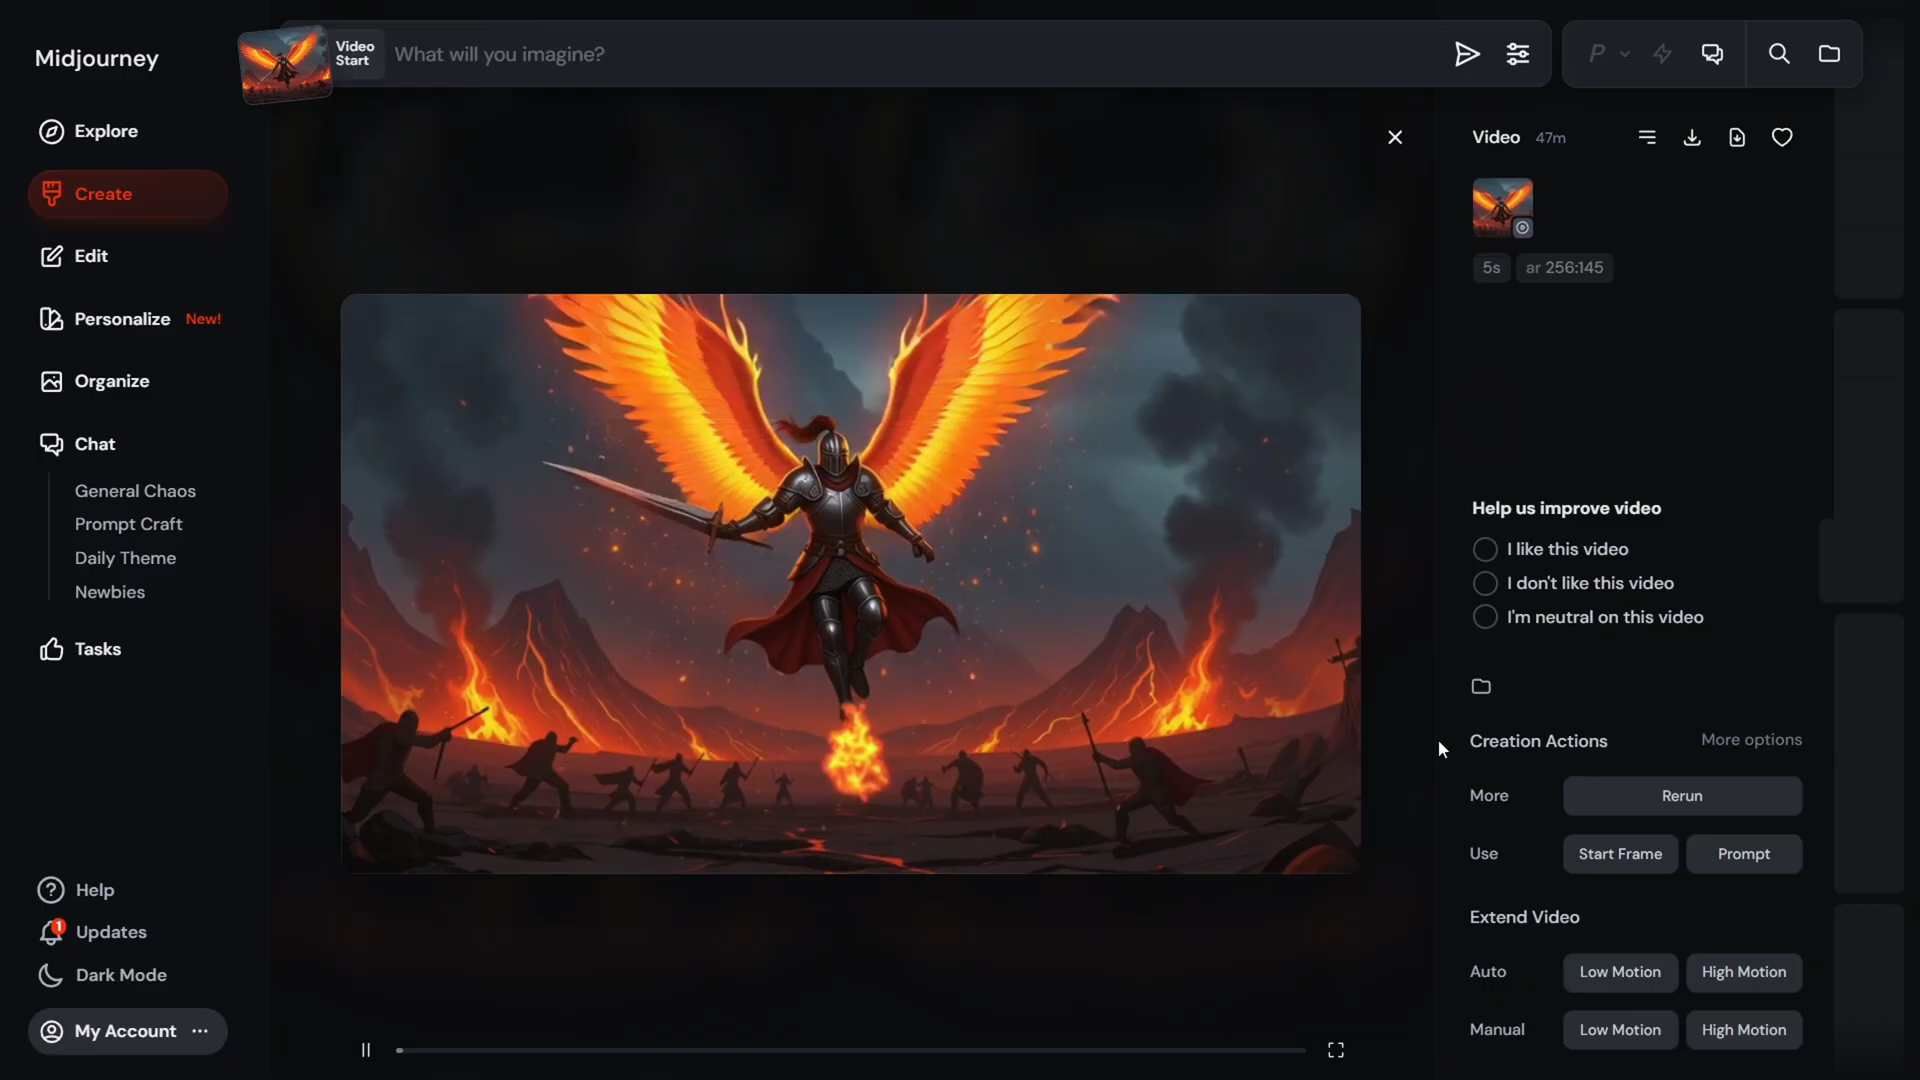 Midjourney
Video
Start
What will you imagine?
P
Explore
Create
Edit
Personalize New!
Organize
Chat
General Chaos
Prompt Craft
Daily Theme
Newbies
Tasks
Help
1
Updates
Dark Mode
My Account ...
Video 47m
5s ar 256:145
Help us improve video
I like this video
I don't like this video
I'm neutral on this video
Creation Actions More options
More Rerun
Use Start Frame Prompt
Extend Video
Auto Low Motion High Motion
Manual Low Motion High Motion